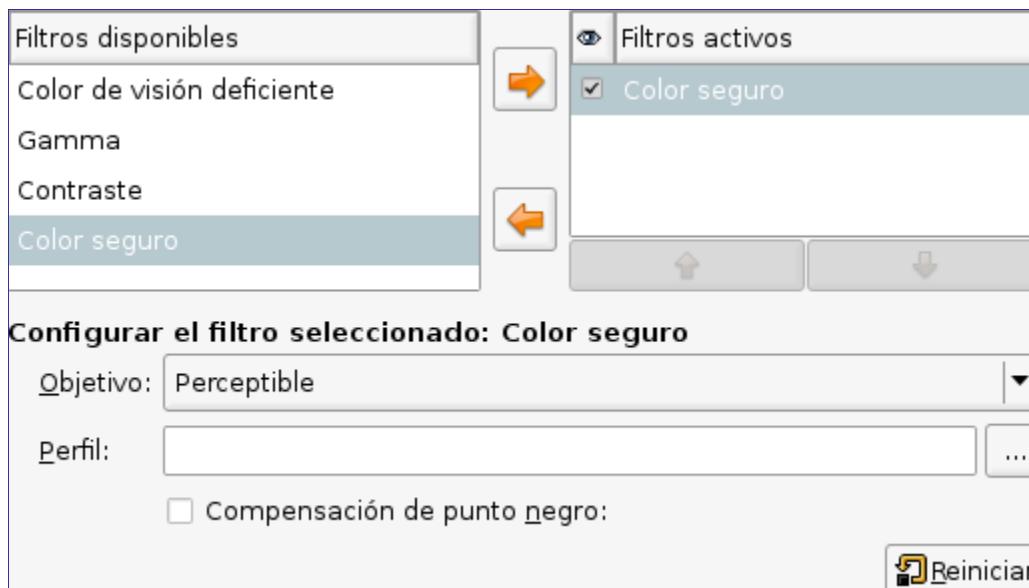 Filtros disponibles
Color de visión deficiente
Gamma
Contraste
Color seguro
Filtros activos
Color seguro
Configurar el filtro seleccionado: Color seguro
Objetivo: Perceptible
Perfil:
...
Compensación de punto negro:
Reiniciar